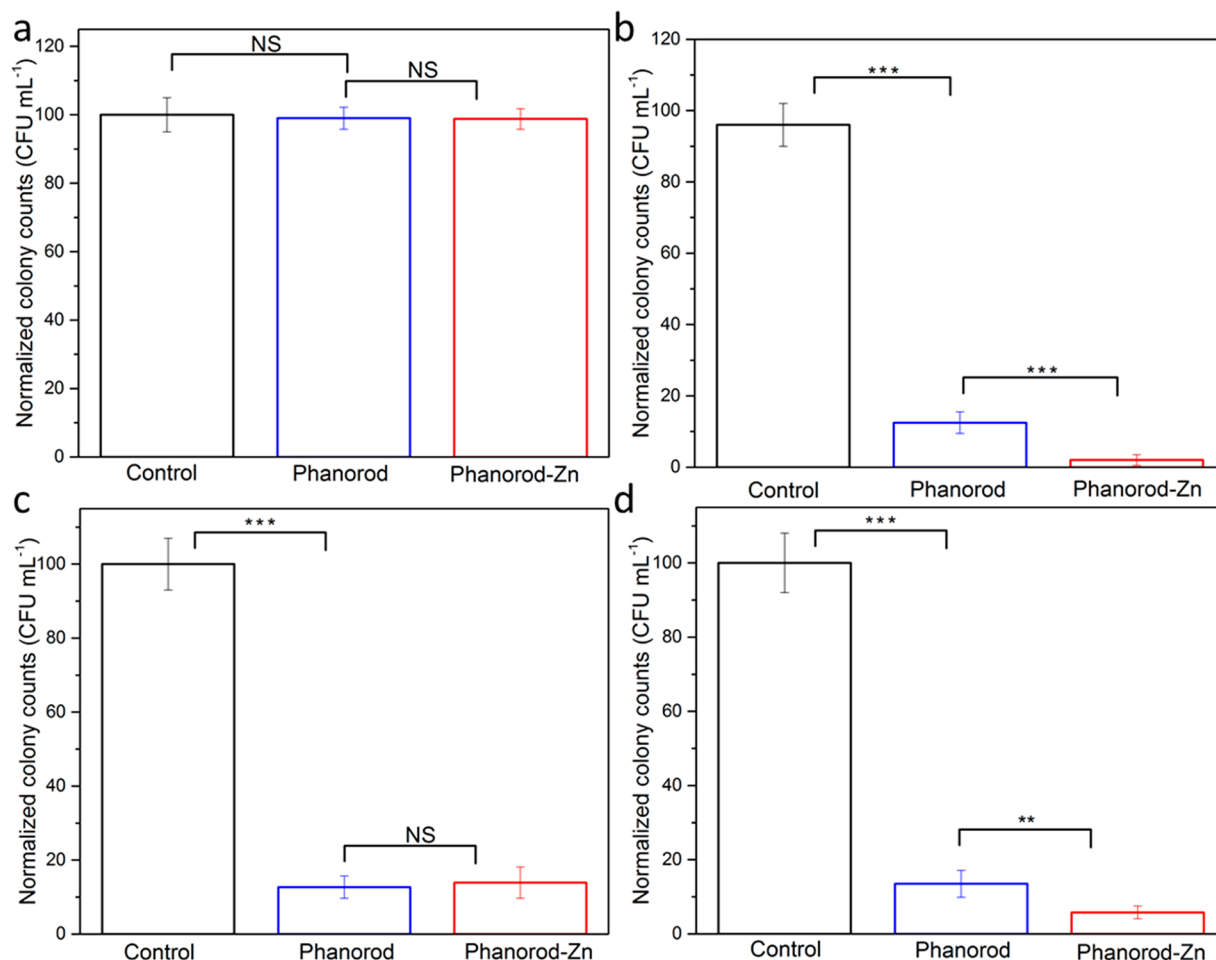 a
NS
NS
120
100
80
60
40
20
0
Normalized colony counts (CFU mL⁻¹)
Control
Phanorod
Phanorod-Zn
b
***
***
120
100
80
60
40
20
0
Normalized colony counts (CFU mL⁻¹)
Control
Phanorod
Phanorod-Zn
c
***
NS
100
80
60
40
20
0
Normalized colony counts (CFU mL⁻¹)
Control
Phanorod
Phanorod-Zn
d
***
**
100
80
60
40
20
0
Normalized colony counts (CFU mL⁻¹)
Control
Phanorod
Phanorod-Zn